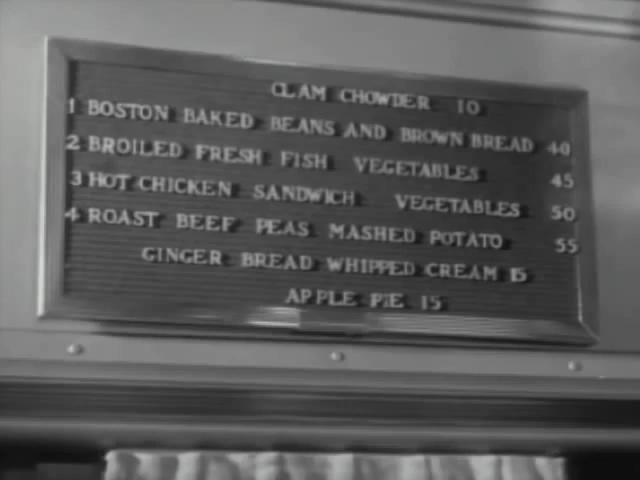 CLAM CHOWDER 10
1 BOSTON BAKED BEANS AND BROWN BREAD 40
2 BROILED FRESH FISH VEGETABLES 45
3 HOT CHICKEN SANDWICH VEGETABLES 50
4 ROAST BEEF PEAS MASHED POTATO 55
GINGER BREAD WHIPPED CREAM 15
APPLE PIE 15